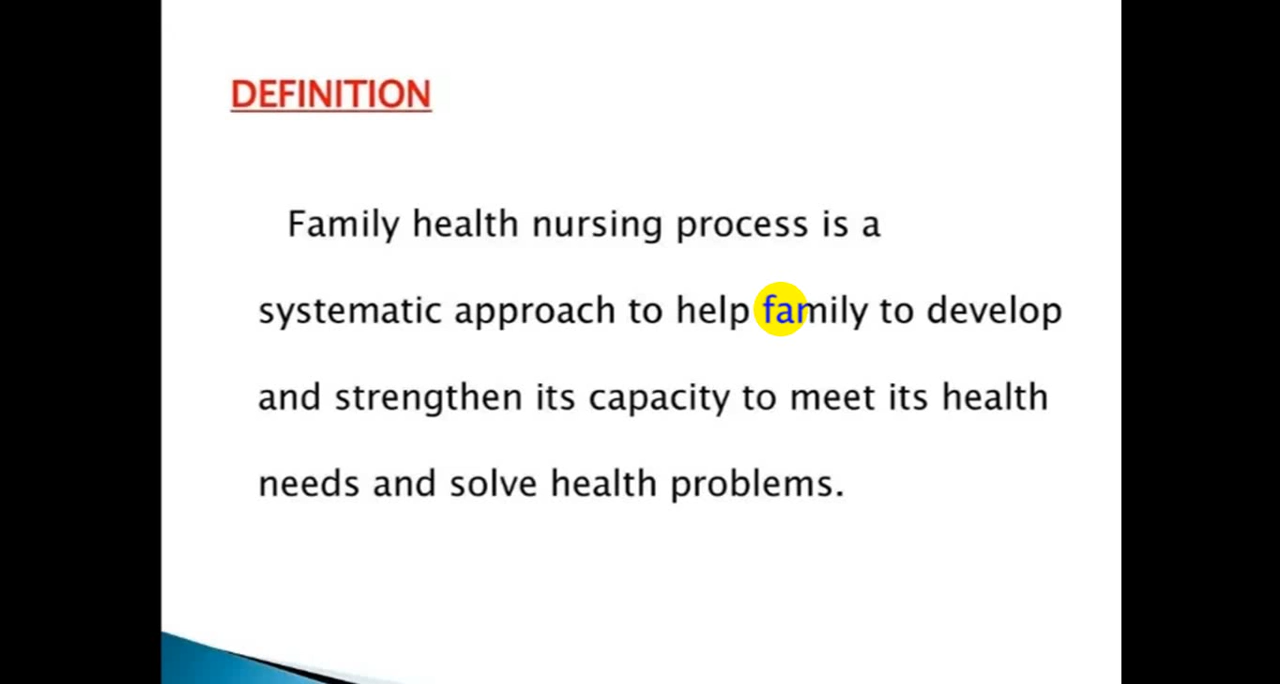 DEFINITION
Family health nursing process is a
systematic approach to help family to develop
and strengthen its capacity to meet its health
needs and solve health problems.